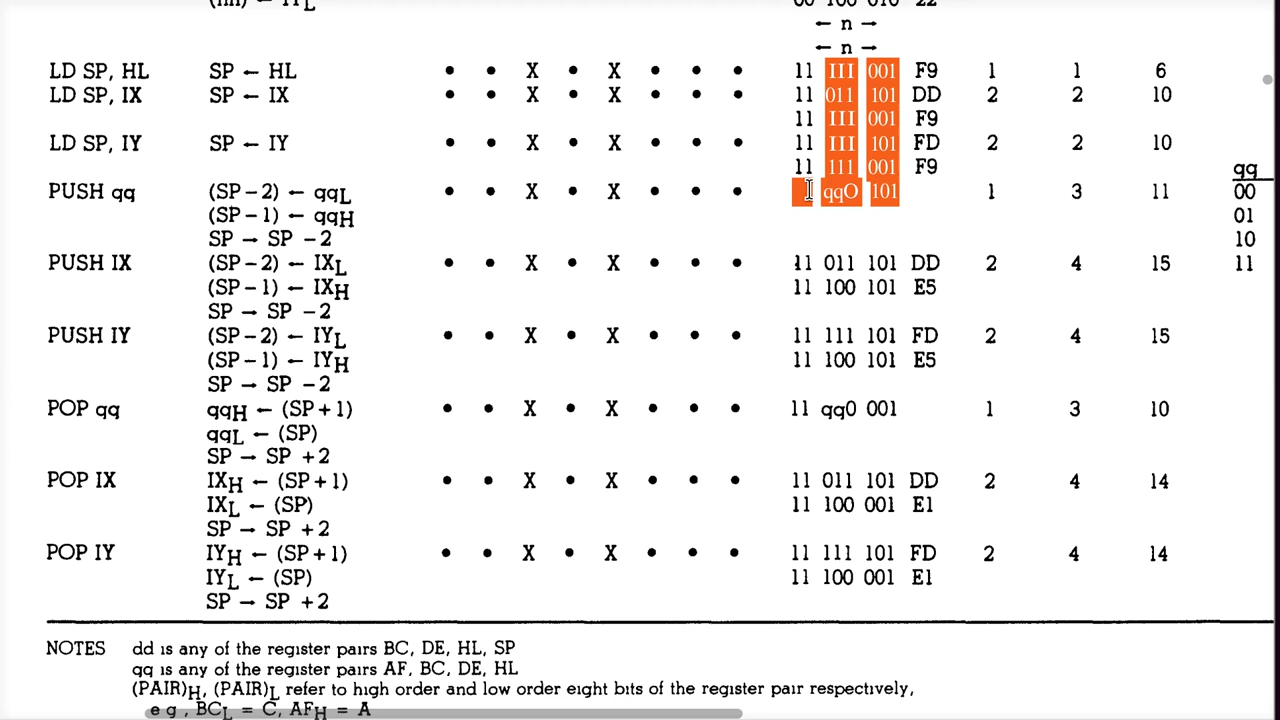 ← n →
← n →
LD SP, HL SP ← HL • • X • X • • • 11 III 001 F9 1 1 6
LD SP, IX SP ← IX • • X • X • • • 11 011 101 DD 2 2 10
11 III 001 F9
LD SP, IY SP ← IY • • X • X • • • 11 III 101 FD 2 2 10
11 111 001 F9
qq
PUSH qq (SP-2) ← qqL • • X • X • • • qqO 101 1 3 11 00
(SP-1) ← qqH 01
SP → SP -2 10
PUSH IX (SP-2) ← IXL • • X • X • • • 11 011 101 DD 2 4 15 11
(SP-1) ← IXH 11 100 101 E5
SP → SP -2
PUSH IY (SP-2) ← IYL • • X • X • • • 11 111 101 FD 2 4 15
(SP-1) ← IYH 11 100 101 E5
SP → SP -2
POP qq qqH ← (SP+1) • • X • X • • • 11 qq0 001 1 3 10
qqL ← (SP)
SP → SP +2
POP IX IXH ← (SP+1) • • X • X • • • 11 011 101 DD 2 4 14
IXL ← (SP) 11 100 001 E1
SP → SP +2
POP IY IYH ← (SP+1) • • X • X • • • 11 111 101 FD 2 4 14
IYL ← (SP) 11 100 001 E1
SP → SP +2
NOTES dd is any of the register pairs BC, DE, HL, SP
qq is any of the register pairs AF, BC, DE, HL
(PAIR)H, (PAIR)L refer to high order and low order eight bits of the register pair respectively,
e g , BCL = C, AFH = A